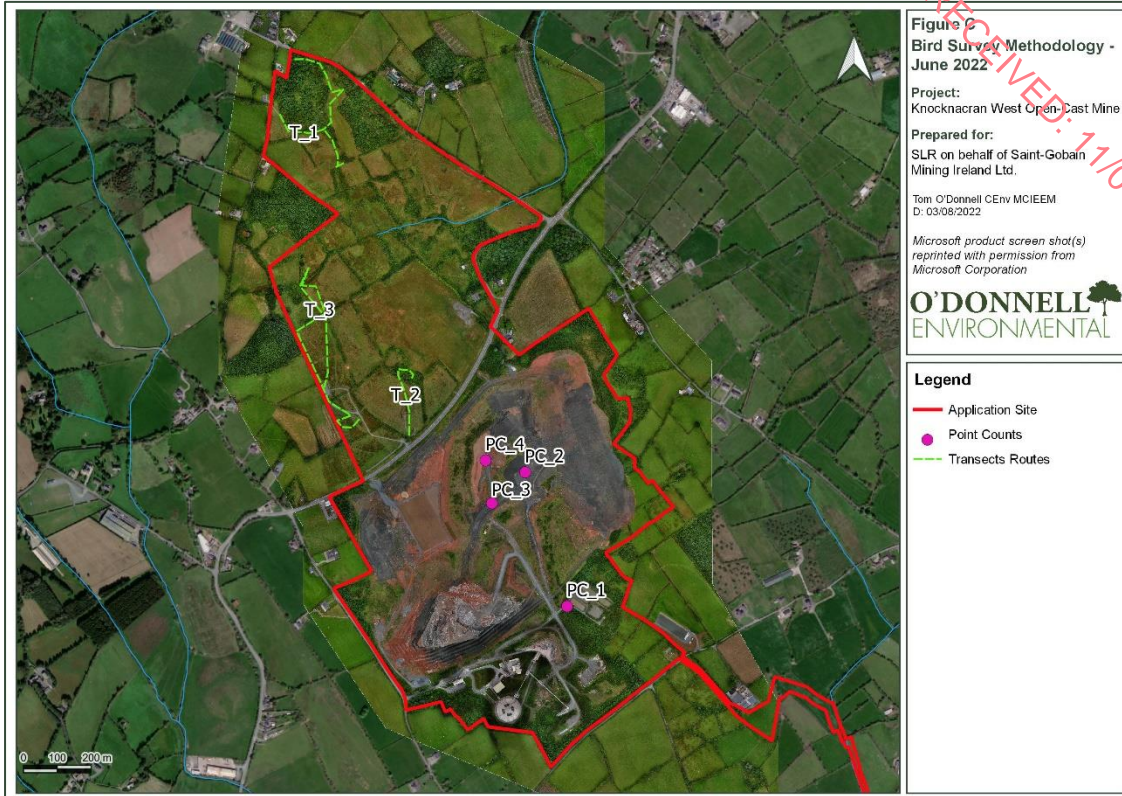 Figure C
Bird Survey Methodology -
June 2022
Project:
Knocknacran West Open-Cast Mine
Prepared for:
SLR on behalf of Saint-Gobain
Mining Ireland Ltd.
Tom O'Donnell CEnv MCIEEM
D: 03/08/2022
Microsoft product screen shot(s)
reprinted with permission from
Microsoft Corporation
O'DONNELL
ENVIRONMENTAL
Legend
Application Site
Point Counts
Transects Routes
RECEIVED: 11/0
T_1
T_3
T_2
PC_4
PC_2
PC_3
PC_1
0 100 200 m